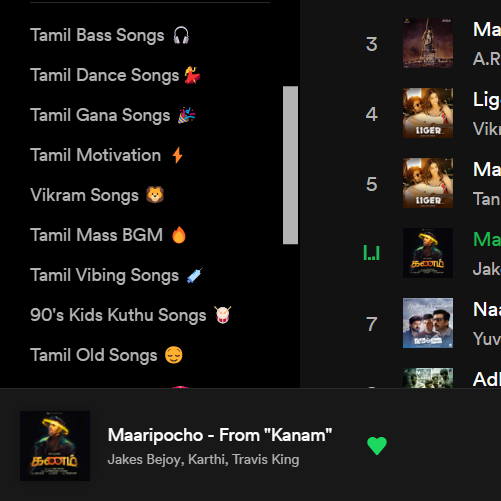 Tamil Bass Songs 🎧
Tamil Dance Songs 💃
Tamil Gana Songs 🎉
Tamil Motivation ⚡
Vikram Songs 🦁
Tamil Mass BGM 🔥
Tamil Vibing Songs 💉
90's Kids Kuthu Songs 🥁
Tamil Old Songs 😌
3
Ma
A.R
4
LIGER
Lig
Vikr
5
LIGER
Ma
Tan
கணம்
Ma
Jak
7
Naa
Yuv
Adl
கணம்
Maaripocho - From "Kanam"
Jakes Bejoy, Karthi, Travis King